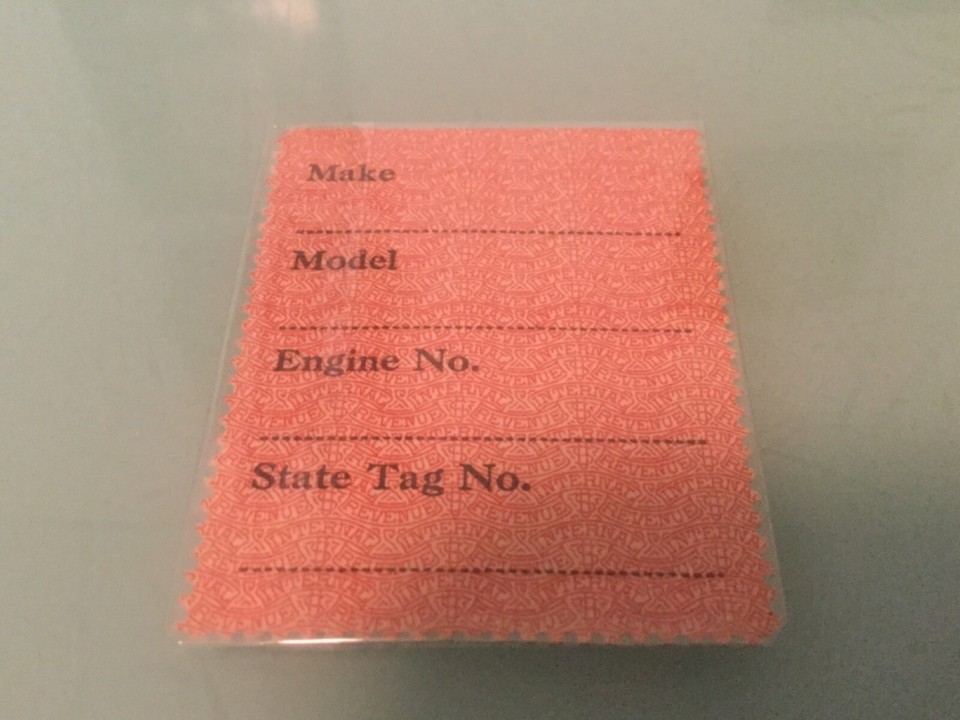 Make
Model
Engine No.
State Tag No.